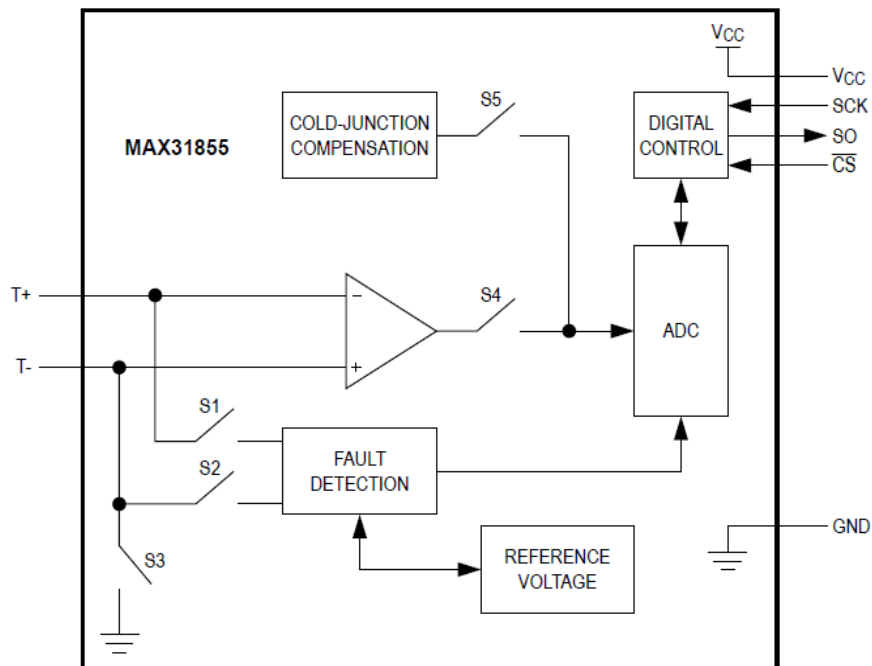 VCC
VCC
S5
COLD-JUNCTION
COMPENSATION
DIGITAL
CONTROL
SCK
SO
CS
MAX31855
T+
−
S4
ADC
T-
+
S1
FAULT
DETECTION
S2
S3
REFERENCE
VOLTAGE
GND